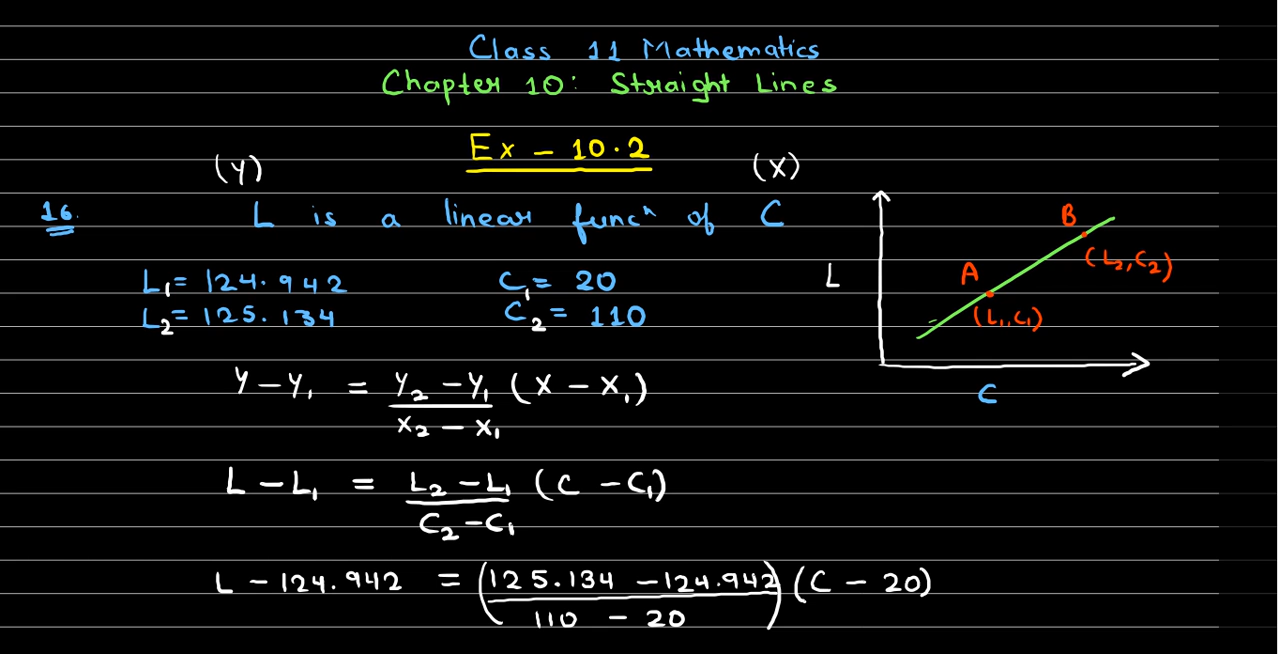 Class 11 Mathematics
Chapter 10: Straight Lines
Ex - 10.2
(Y) (X)
16. L is a linear funcⁿ of C
L₁ = 124.942 C₁ = 20
L₂ = 125.134 C₂ = 110
B
(L₂, C₂)
A
(L₁, C₁)
L
C
Y - Y₁ = Y₂ - Y₁ (X - X₁)
X₂ - X₁
L - L₁ = L₂ - L₁ (C - C₁)
C₂ - C₁
L - 124.942 = (125.134 - 124.942) (C - 20)
110 - 20